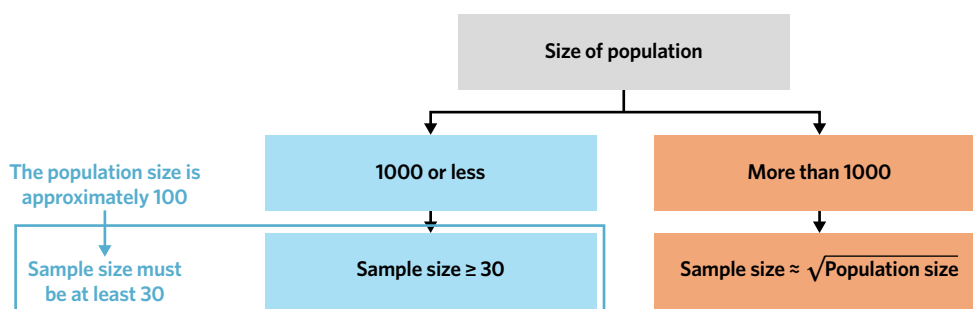 Size of population
The population size is
approximately 100
1000 or less
More than 1000
Sample size must
be at least 30
Sample size ≥ 30
Sample size ≈ √Population size